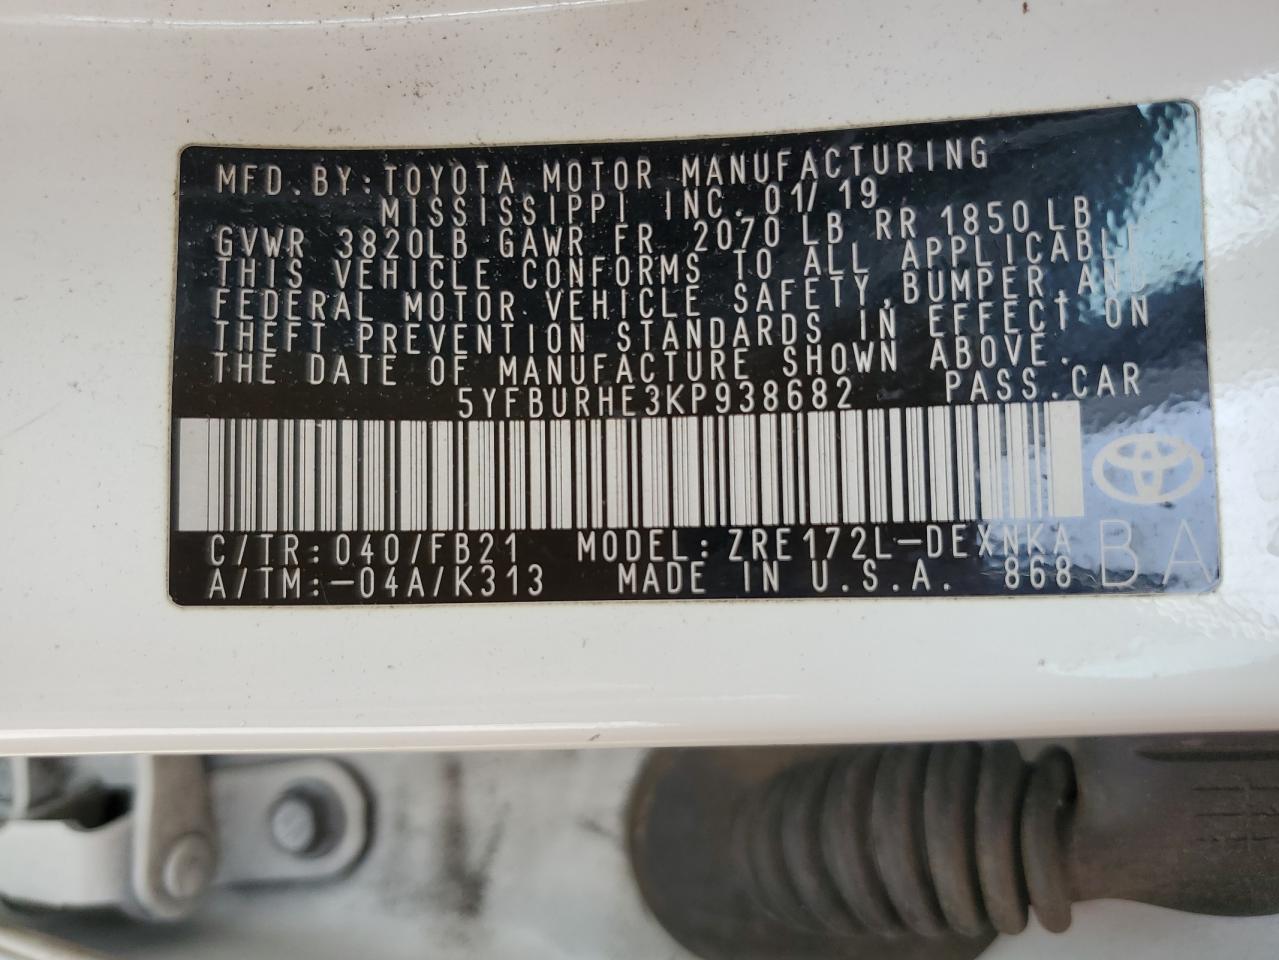 MFD.BY:TOYOTA MOTOR MANUFACTURING
MISSISSIPPI INC. 01/19
GVWR 3820LB GAWR FR 2070 LB RR 1850LB
THIS VEHICLE CONFORMS TO ALL APPLICABLE
FEDERAL MOTOR VEHICLE SAFETY, BUMPER, AND
THEFT PREVENTION STANDARDS IN EFFECT ON
THE DATE OF MANUFACTURE SHOWN ABOVE.
5YFBURHE3KP938682 PASS.CAR
C/TR:040/FB21 MODEL:ZRE172L-DEXNKA
A/TM:-04A/K313 MADE IN U.S.A. 868
BA